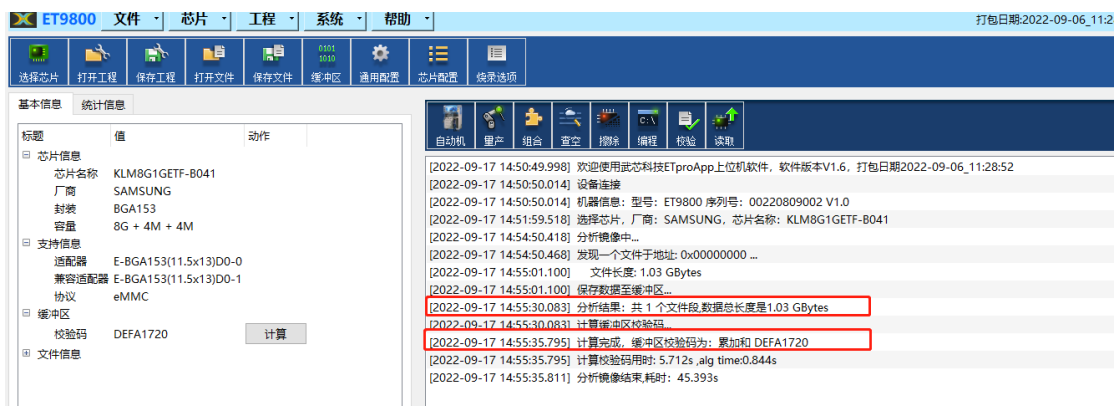 ET9800 文件 芯片 工程 系统 帮助
打包日期:2022-09-06_11:2
选择芯片 打开工程 保存工程 打开文件 保存文件 缓冲区 通用配置 芯片配置 烧录选项
基本信息 统计信息
标题 值 动作
芯片信息
芯片名称 KLM8G1GETF-B041
厂商 SAMSUNG
封装 BGA153
容量 8G + 4M + 4M
支持信息
适配器 E-BGA153(11.5x13)D0-0
兼容适配器 E-BGA153(11.5x13)D0-1
协议 eMMC
缓冲区
校验码 DEFA1720 计算
文件信息
自动机 量产 组合 查空 擦除 编程 校验 读取
[2022-09-17 14:50:49.998] 欢迎使用武芯科技ETproApp上位机软件，软件版本V1.6，打包日期2022-09-06_11:28:52
[2022-09-17 14:50:50.014] 设备连接
[2022-09-17 14:50:50.014] 机器信息：型号：ET9800 序列号：00220809002 V1.0
[2022-09-17 14:51:59.518] 选择芯片，厂商：SAMSUNG，芯片名称：KLM8G1GETF-B041
[2022-09-17 14:54:50.418] 分析镜像中...
[2022-09-17 14:54:50.468] 发现一个文件于地址: 0x00000000 ...
[2022-09-17 14:55:01.100] 文件长度: 1.03 GBytes
[2022-09-17 14:55:01.100] 保存数据至缓冲区...
[2022-09-17 14:55:30.083] 分析结果：共 1 个文件段,数据总长度是1.03 GBytes
[2022-09-17 14:55:30.083] 计算缓冲区校验码...
[2022-09-17 14:55:35.795] 计算完成，缓冲区校验码为：累加和 DEFA1720
[2022-09-17 14:55:35.795] 计算校验码用时: 5.712s ,alg time:0.844s
[2022-09-17 14:55:35.811] 分析镜像结束,耗时：45.393s